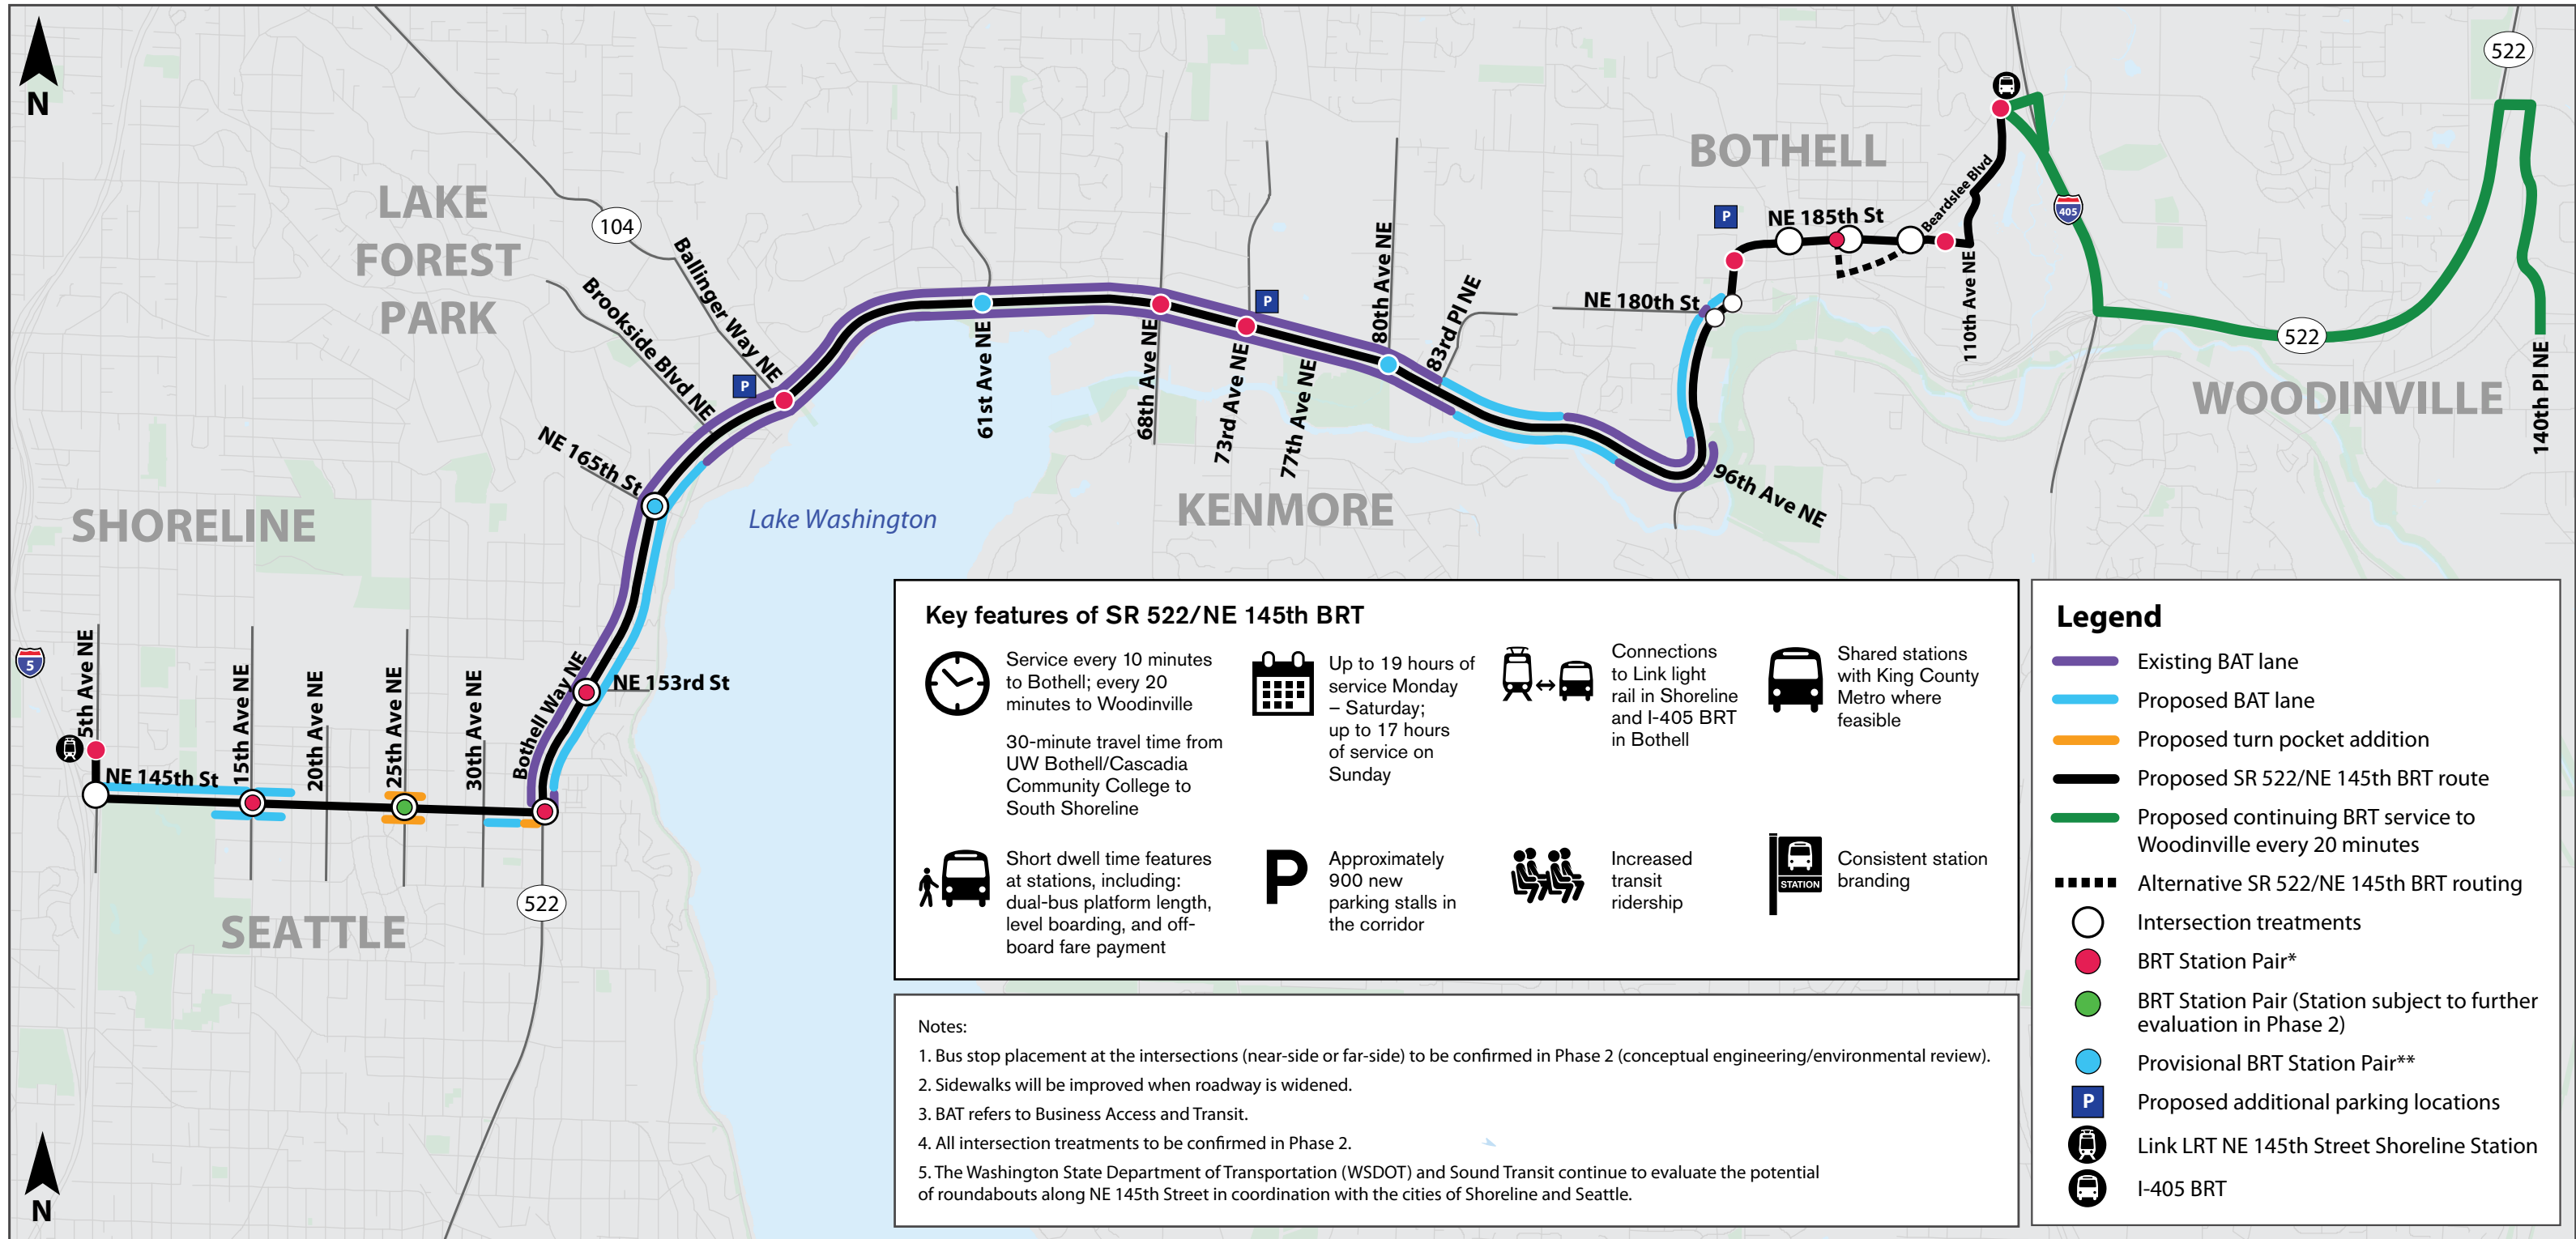 N
522
LAKE
FOREST
PARK
104
Ballinger Way NE
Brookside Blvd NE
NE 165th St
SHORELINE
Lake Washington
61st Ave NE
68th Ave NE
73rd Ave NE
77th Ave NE
80th Ave NE
83rd Pl NE
P
P
P
KENMORE
BOTHELL
NE 185th St
Beardslee Blvd
NE 180th St
110th Ave NE
96th Ave NE
405
522
WOODINVILLE
140th Pl NE
5
5th Ave NE
NE 145th St
15th Ave NE
20th Ave NE
25th Ave NE
30th Ave NE
Bothell Way NE
NE 153rd St
522
SEATTLE
N
Key features of SR 522/NE 145th BRT
Service every 10 minutes
to Bothell; every 20
minutes to Woodinville
30-minute travel time from
UW Bothell/Cascadia
Community College to
South Shoreline
Up to 19 hours of
service Monday
– Saturday;
up to 17 hours
of service on
Sunday
Connections
to Link light
rail in Shoreline
and I-405 BRT
in Bothell
Shared stations
with King County
Metro where
feasible
Short dwell time features
at stations, including:
dual-bus platform length,
level boarding, and off-
board fare payment
P
Approximately
900 new
parking stalls in
the corridor
Increased
transit
ridership
STATION
Consistent station
branding
Notes:
1. Bus stop placement at the intersections (near-side or far-side) to be confirmed in Phase 2 (conceptual engineering/environmental review).
2. Sidewalks will be improved when roadway is widened.
3. BAT refers to Business Access and Transit.
4. All intersection treatments to be confirmed in Phase 2.
5. The Washington State Department of Transportation (WSDOT) and Sound Transit continue to evaluate the potential
of roundabouts along NE 145th Street in coordination with the cities of Shoreline and Seattle.
Legend
Existing BAT lane
Proposed BAT lane
Proposed turn pocket addition
Proposed SR 522/NE 145th BRT route
Proposed continuing BRT service to
Woodinville every 20 minutes
Alternative SR 522/NE 145th BRT routing
Intersection treatments
BRT Station Pair*
BRT Station Pair (Station subject to further
evaluation in Phase 2)
Provisional BRT Station Pair**
P Proposed additional parking locations
Link LRT NE 145th Street Shoreline Station
I-405 BRT